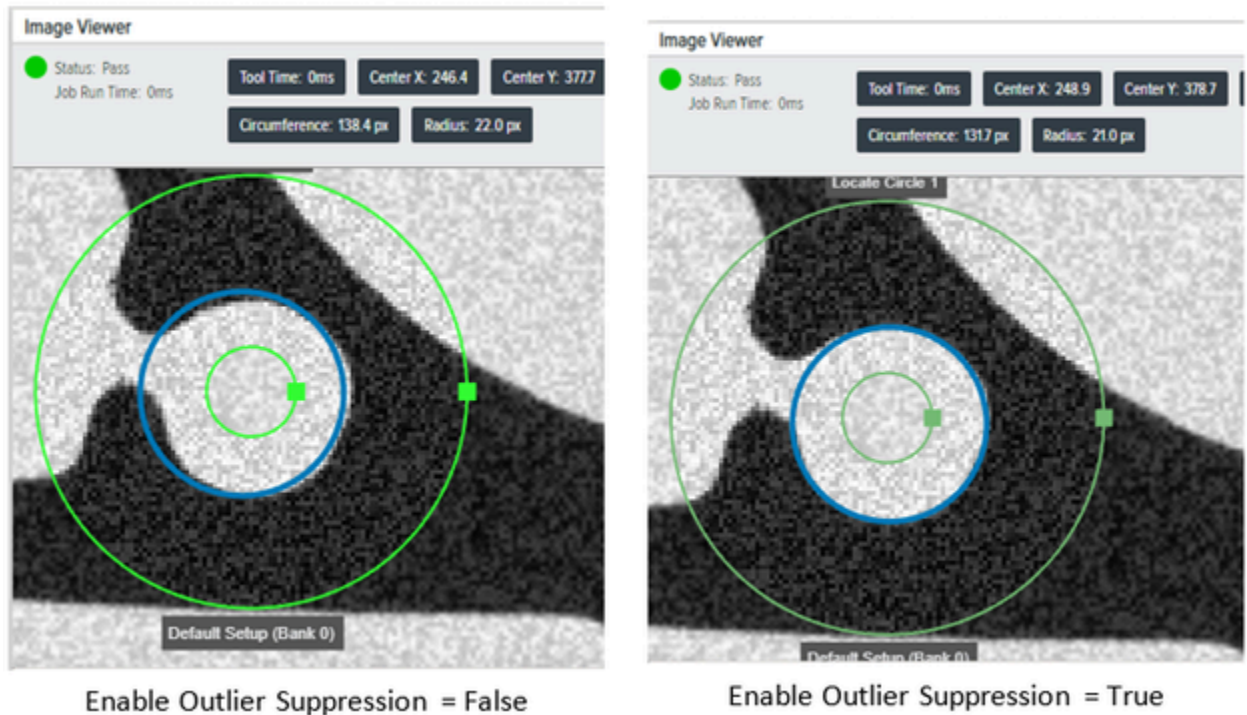 Image Viewer
Status: Pass
Job Run Time: 0ms
Tool Time: 0ms
Center X: 246.4
Center Y: 377.7
Circumference: 138.4 px
Radius: 22.0 px
Default Setup (Bank 0)
Enable Outlier Suppression = False
Image Viewer
Status: Pass
Job Run Time: 0ms
Tool Time: 0ms
Center X: 248.9
Center Y: 378.7
Circumference: 131.7 px
Radius: 21.0 px
Locate Circle 1
Default Setup (Bank 0)
Enable Outlier Suppression = True